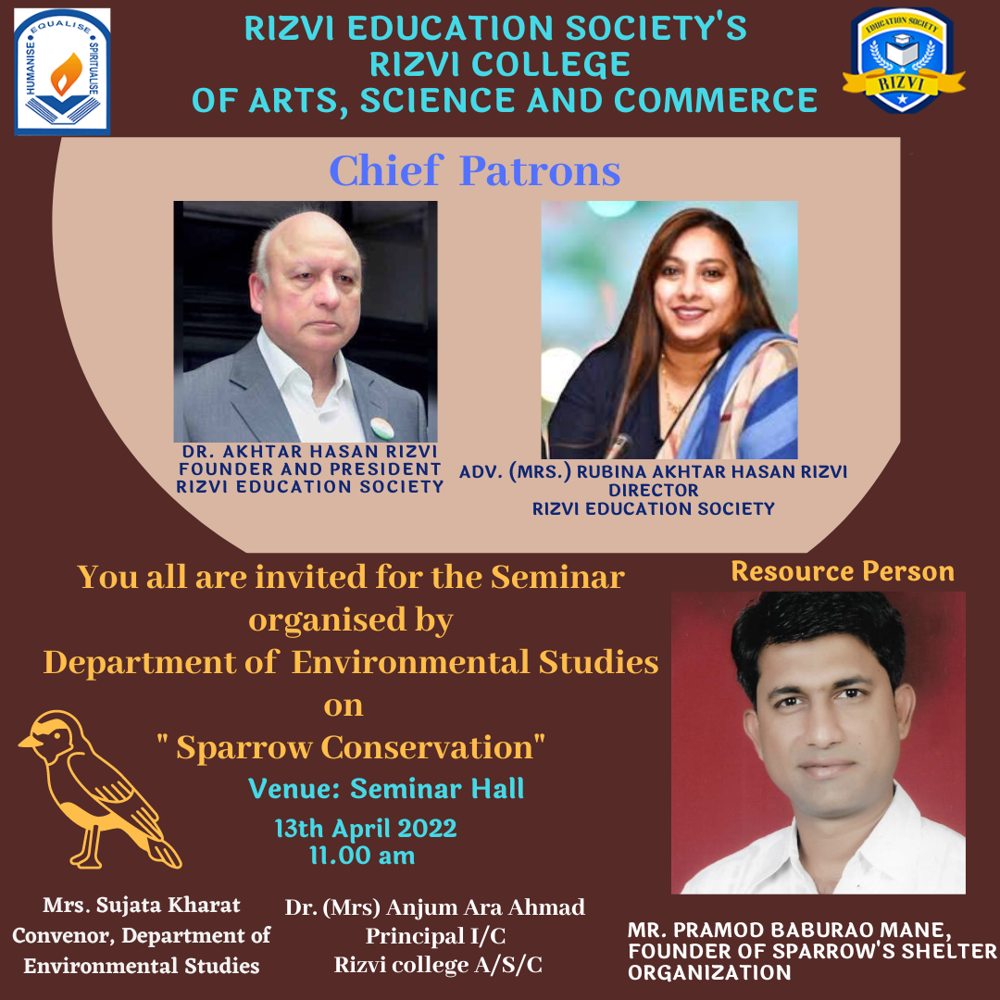 HUMANISE • EQUALISE • SPIRITUALISE
RIZVI EDUCATION SOCIETY'S
RIZVI COLLEGE
OF ARTS, SCIENCE AND COMMERCE
EDUCATION SOCIETY
RIZVI
Chief Patrons
DR. AKHTAR HASAN RIZVI
FOUNDER AND PRESIDENT
RIZVI EDUCATION SOCIETY
ADV. (MRS.) RUBINA AKHTAR HASAN RIZVI
DIRECTOR
RIZVI EDUCATION SOCIETY
You all are invited for the Seminar
organised by
Department of Environmental Studies
on
" Sparrow Conservation"
Venue: Seminar Hall
13th April 2022
11.00 am
Resource Person
MR. PRAMOD BABURAO MANE,
FOUNDER OF SPARROW'S SHELTER
ORGANIZATION
Mrs. Sujata Kharat
Convenor, Department of
Environmental Studies
Dr. (Mrs) Anjum Ara Ahmad
Principal I/C
Rizvi college A/S/C